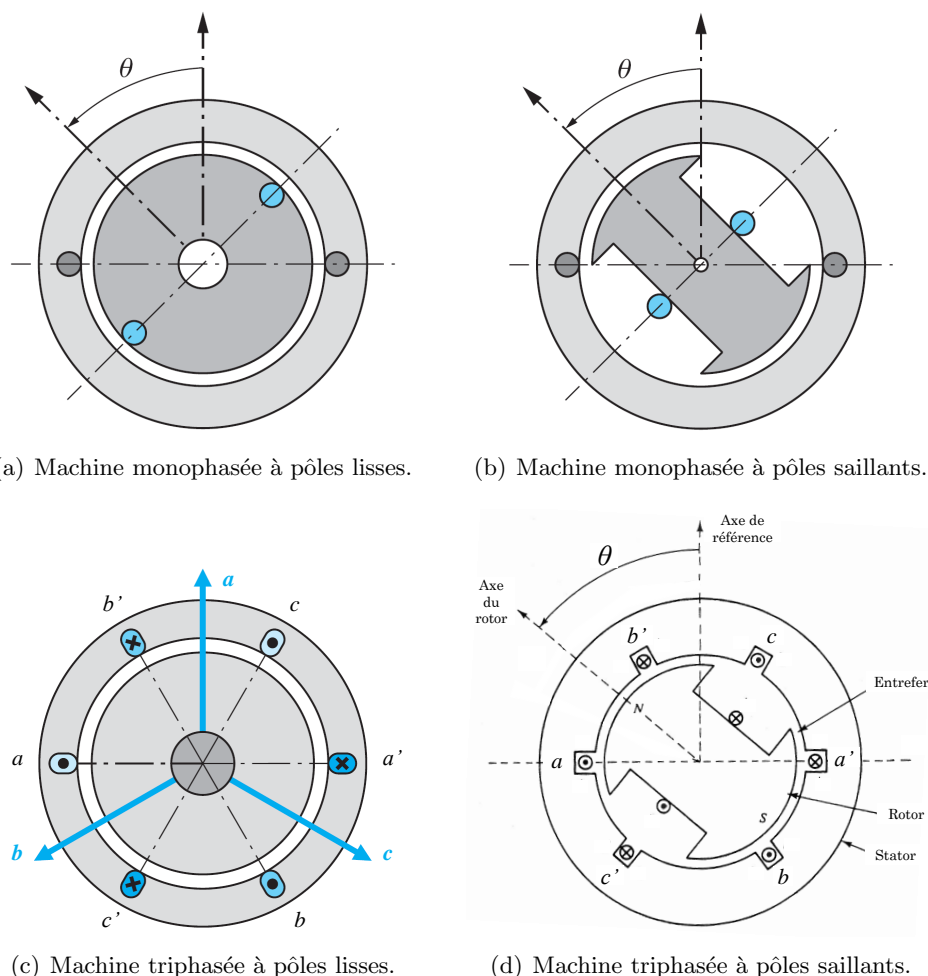 θ
θ
a) Machine monophasée à pôles lisses.
(b) Machine monophasée à pôles saillants.
a
b'
c
a
a'
b
c
c'
b
(c) Machine triphasée à pôles lisses.
Axe de
référence
θ
Axe
du
rotor
b'
c
Entrefer
N
a
a'
S
Rotor
Stator
c'
b
(d) Machine triphasée à pôles saillants.